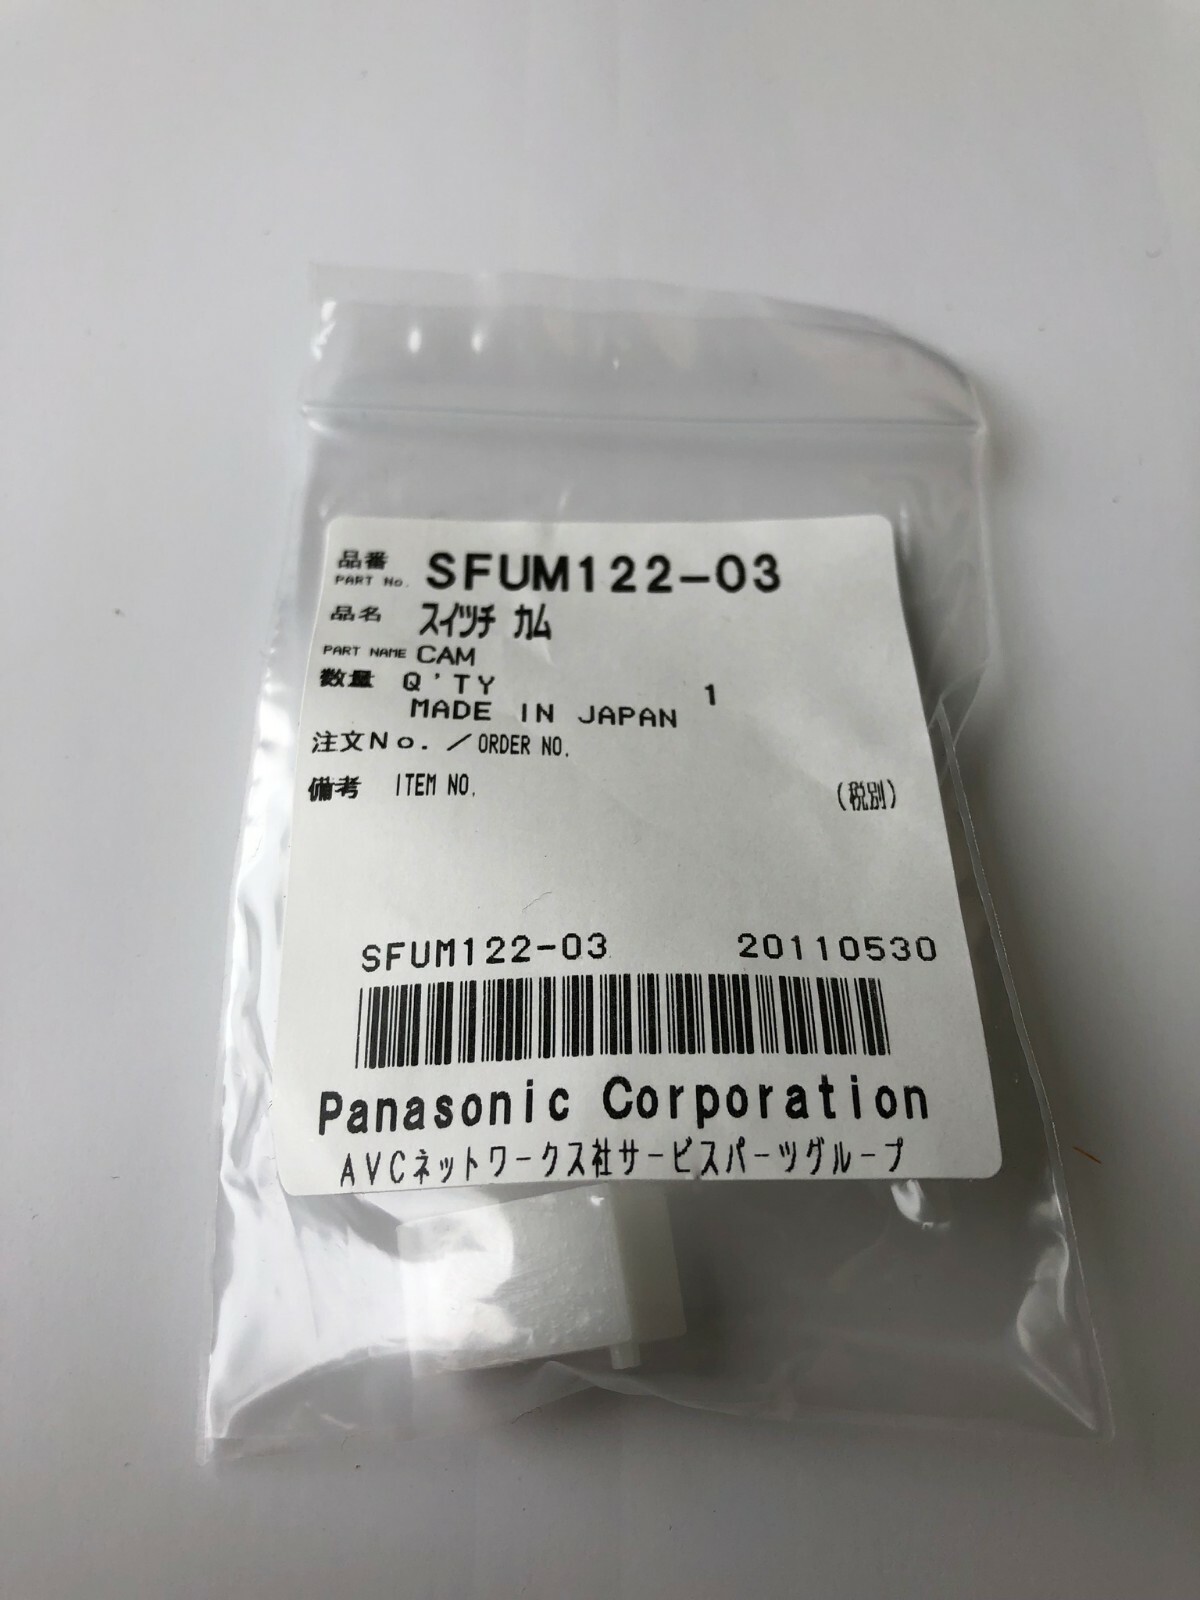 品番 SFUM122-03
PART No.
品名 スイツチ カム
PART NAME CAM
数量 Q'TY 1
MADE IN JAPAN
注文No./ORDER NO.
備考 ITEM NO. (税別)
SFUM122-03 20110530
Panasonic Corporation
AVCネットワークス社サービスパーツグループ